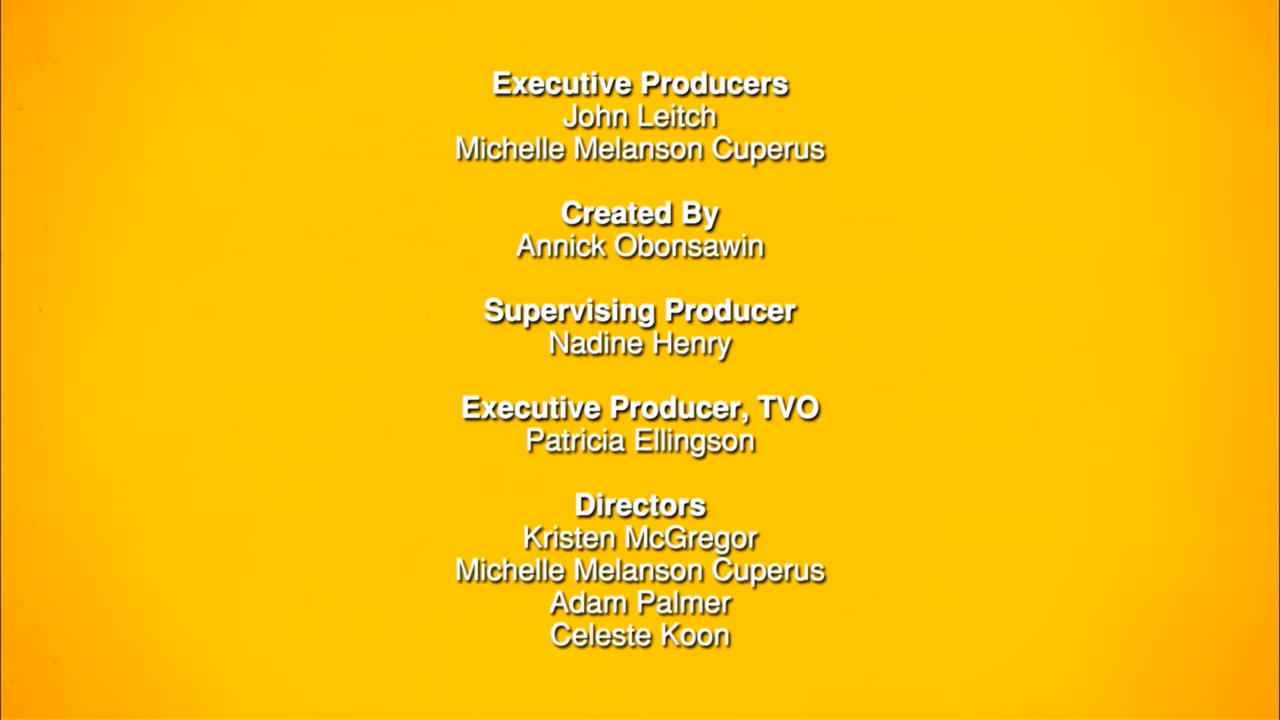 Executive Producers
John Leitch
Michelle Melanson Cuperus
Created By
Annick Obonsawin
Supervising Producer
Nadine Henry
Executive Producer, TVO
Patricia Ellingson
Directors
Kristen McGregor
Michelle Melanson Cuperus
Adam Palmer
Celeste Koon